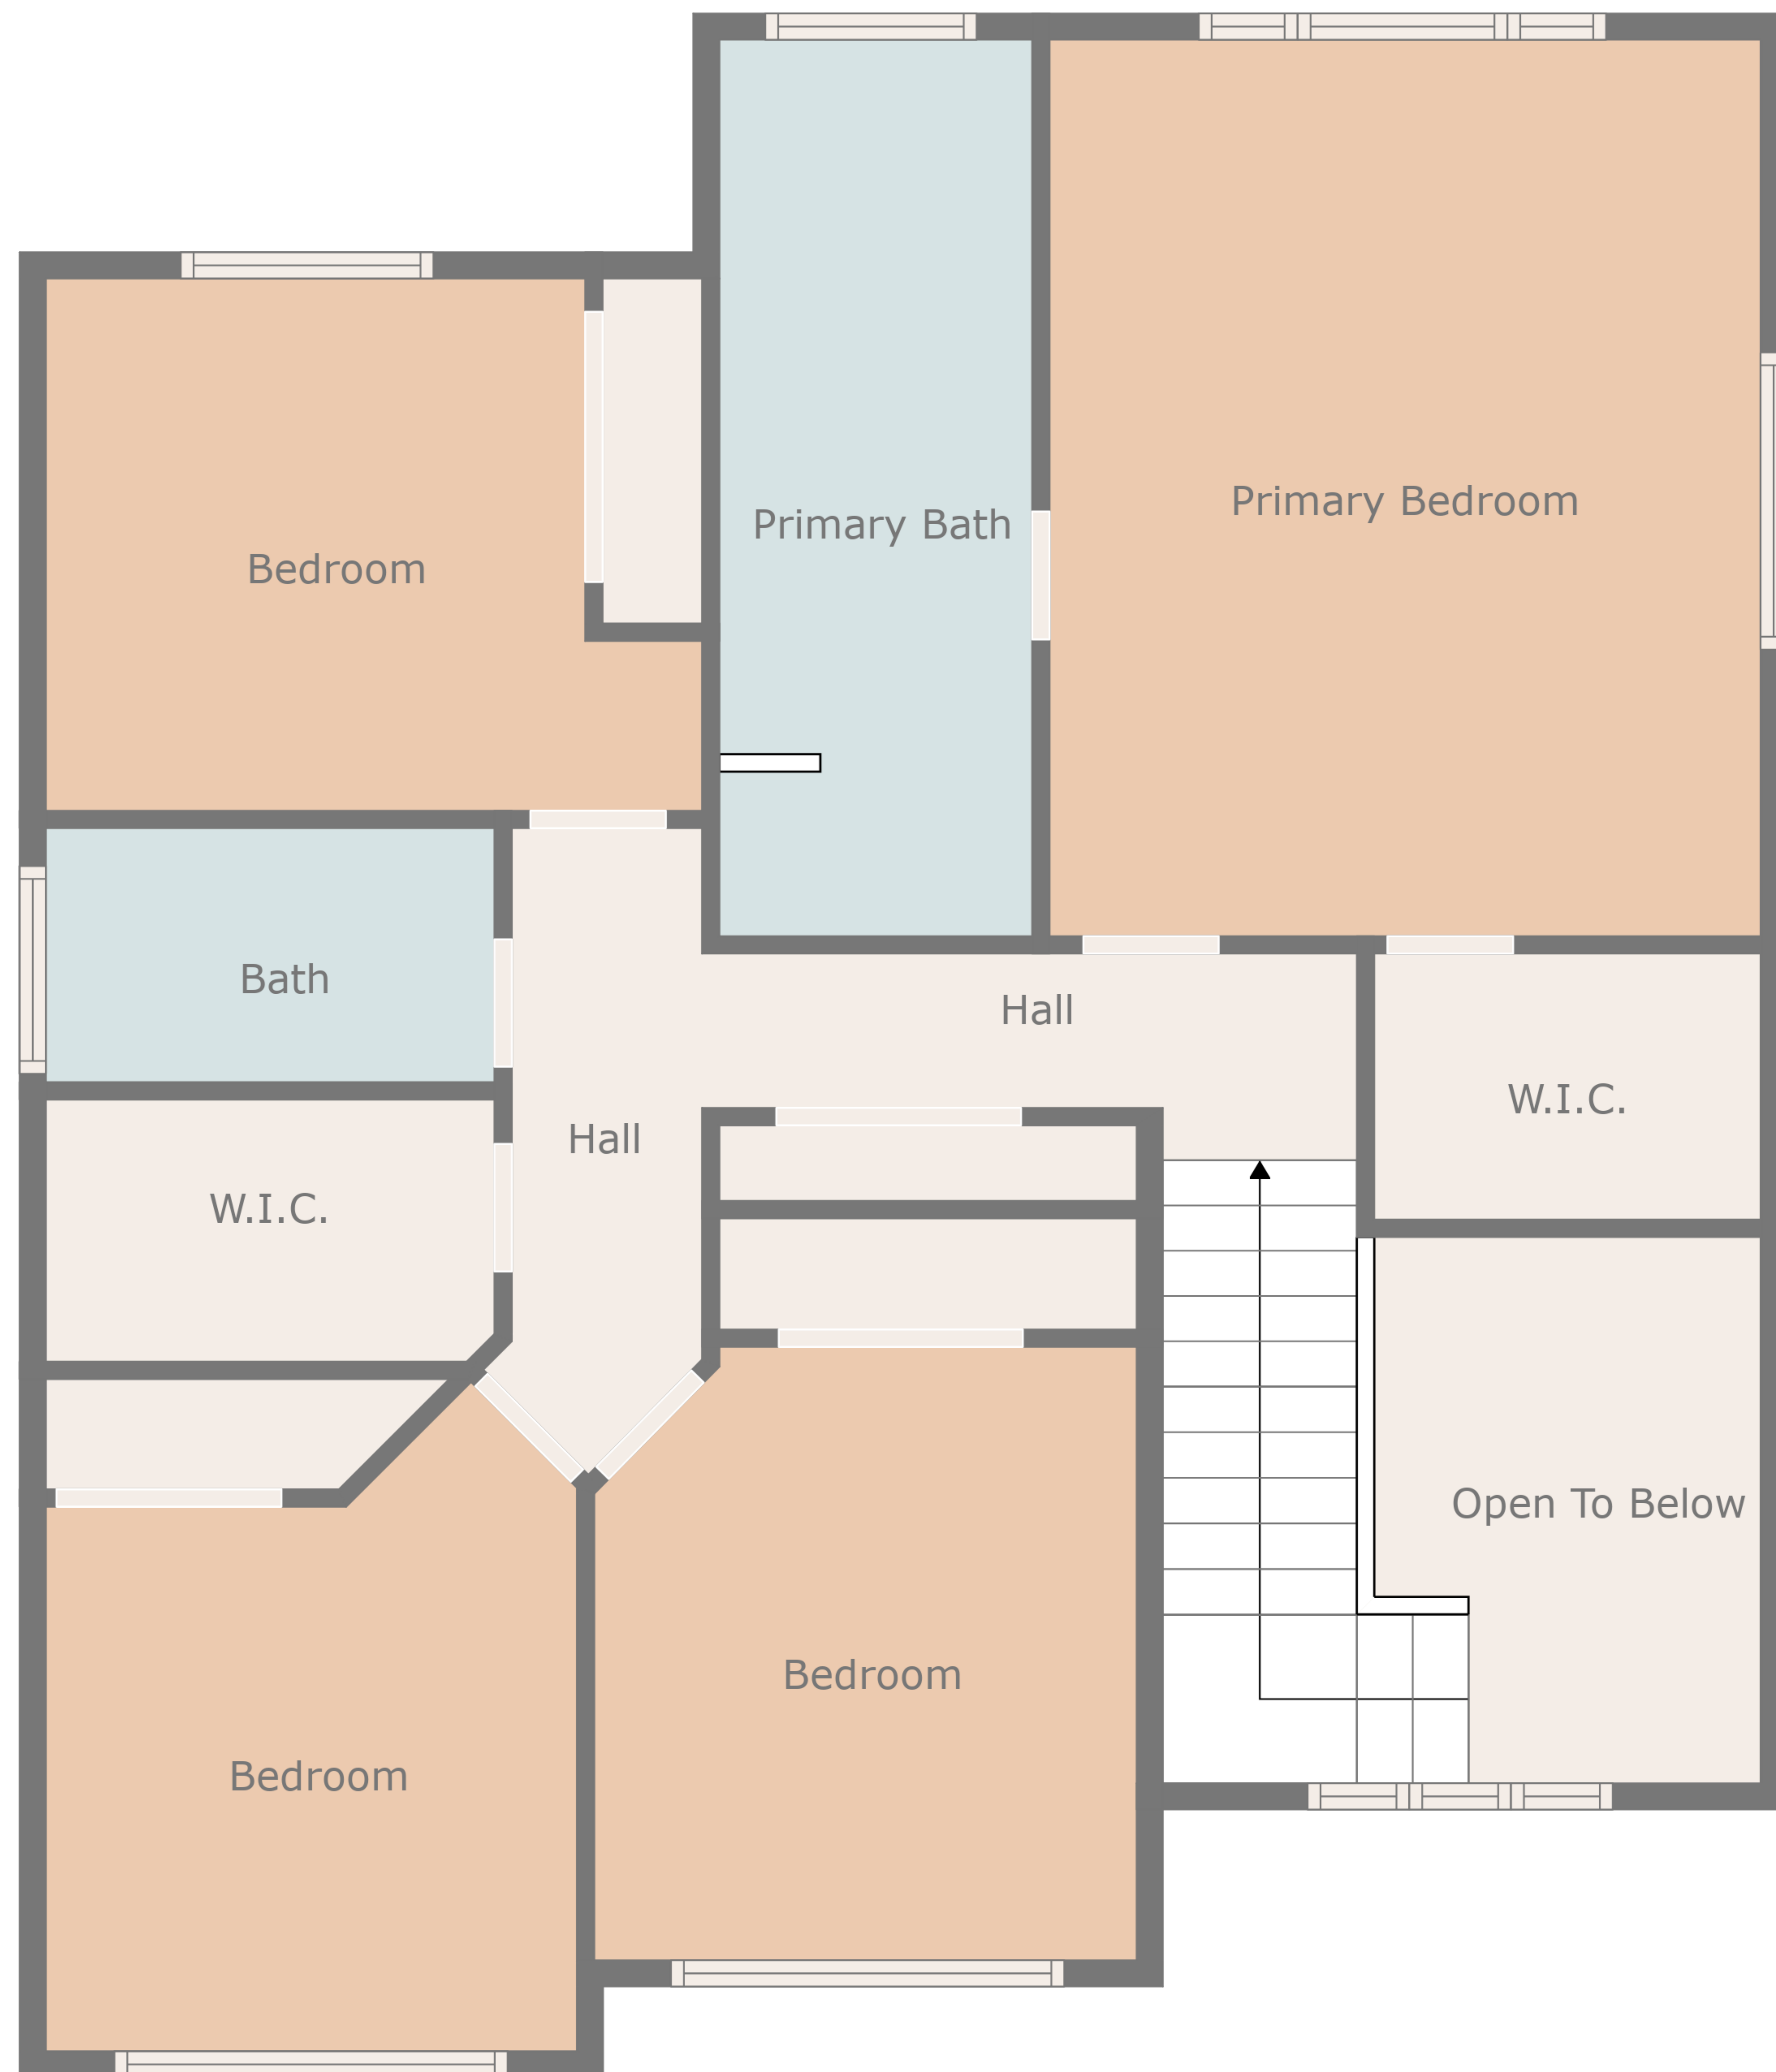 Primary Bedroom
Primary Bath
Bedroom
Bath
Hall
W.I.C.
Hall
W.I.C.
Open To Below
Bedroom
Bedroom